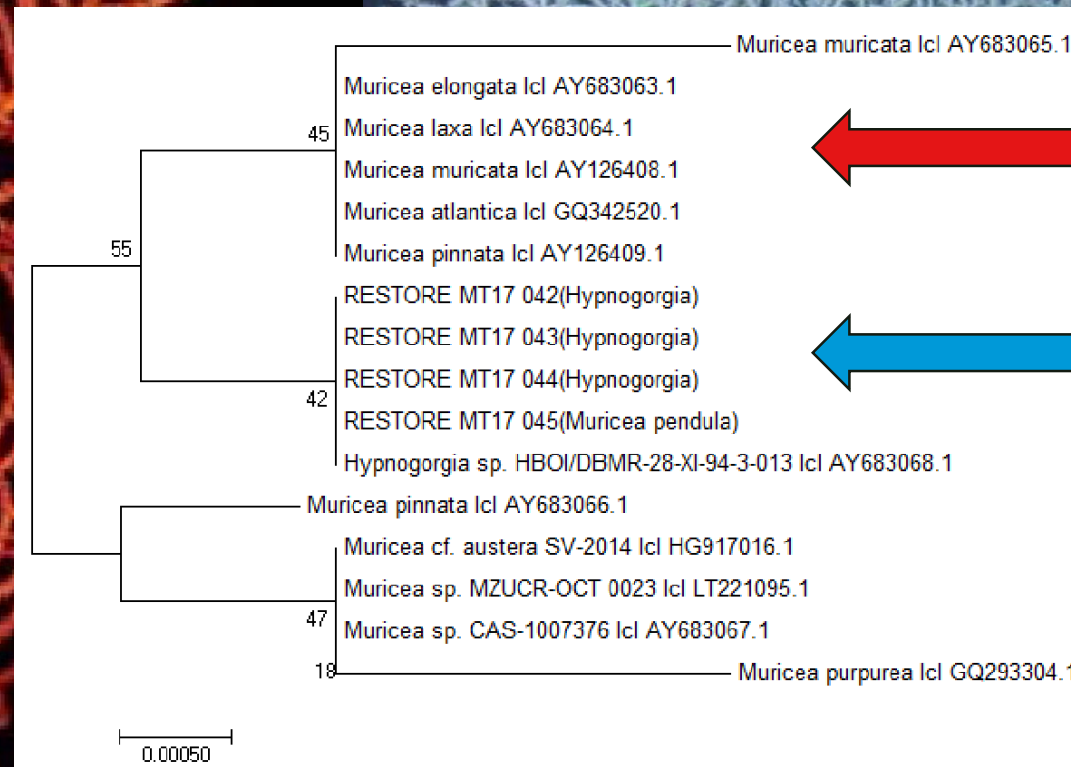 Muricea muricata lcl AY683065.1
Muricea elongata lcl AY683063.1
45
Muricea laxa lcl AY683064.1
Muricea muricata lcl AY126408.1
Muricea atlantica lcl GQ342520.1
55
Muricea pinnata lcl AY126409.1
RESTORE MT17 042(Hypnogorgia)
RESTORE MT17 043(Hypnogorgia)
RESTORE MT17 044(Hypnogorgia)
42
RESTORE MT17 045(Muricea pendula)
Hypnogorgia sp. HBOI/DBMR-28-XI-94-3-013 lcl AY683068.1
Muricea pinnata lcl AY683066.1
Muricea cf. austera SV-2014 lcl HG917016.1
Muricea sp. MZUCR-OCT 0023 lcl LT221095.1
47
Muricea sp. CAS-1007376 lcl AY683067.1
18
Muricea purpurea lcl GQ293304.1
0.00050